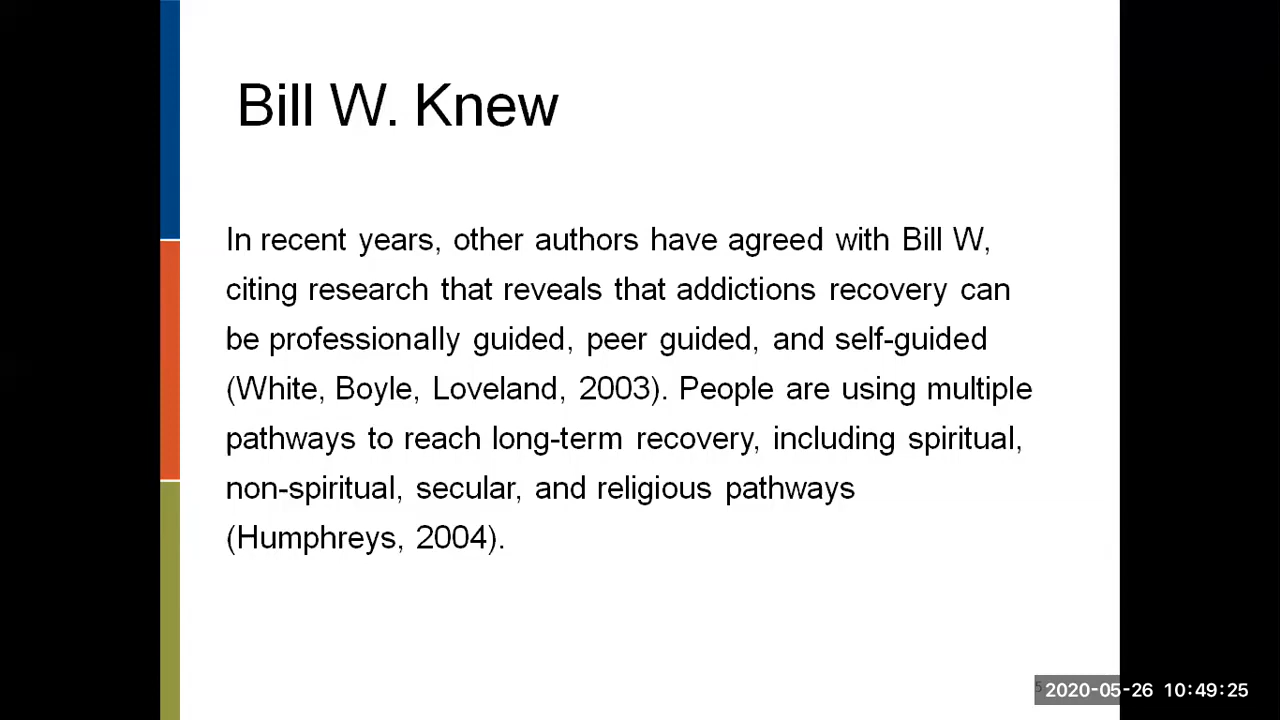 Bill W. Knew
In recent years, other authors have agreed with Bill W,
citing research that reveals that addictions recovery can
be professionally guided, peer guided, and self-guided
(White, Boyle, Loveland, 2003). People are using multiple
pathways to reach long-term recovery, including spiritual,
non-spiritual, secular, and religious pathways
(Humphreys, 2004).
5 2020-05-26 10:49:25